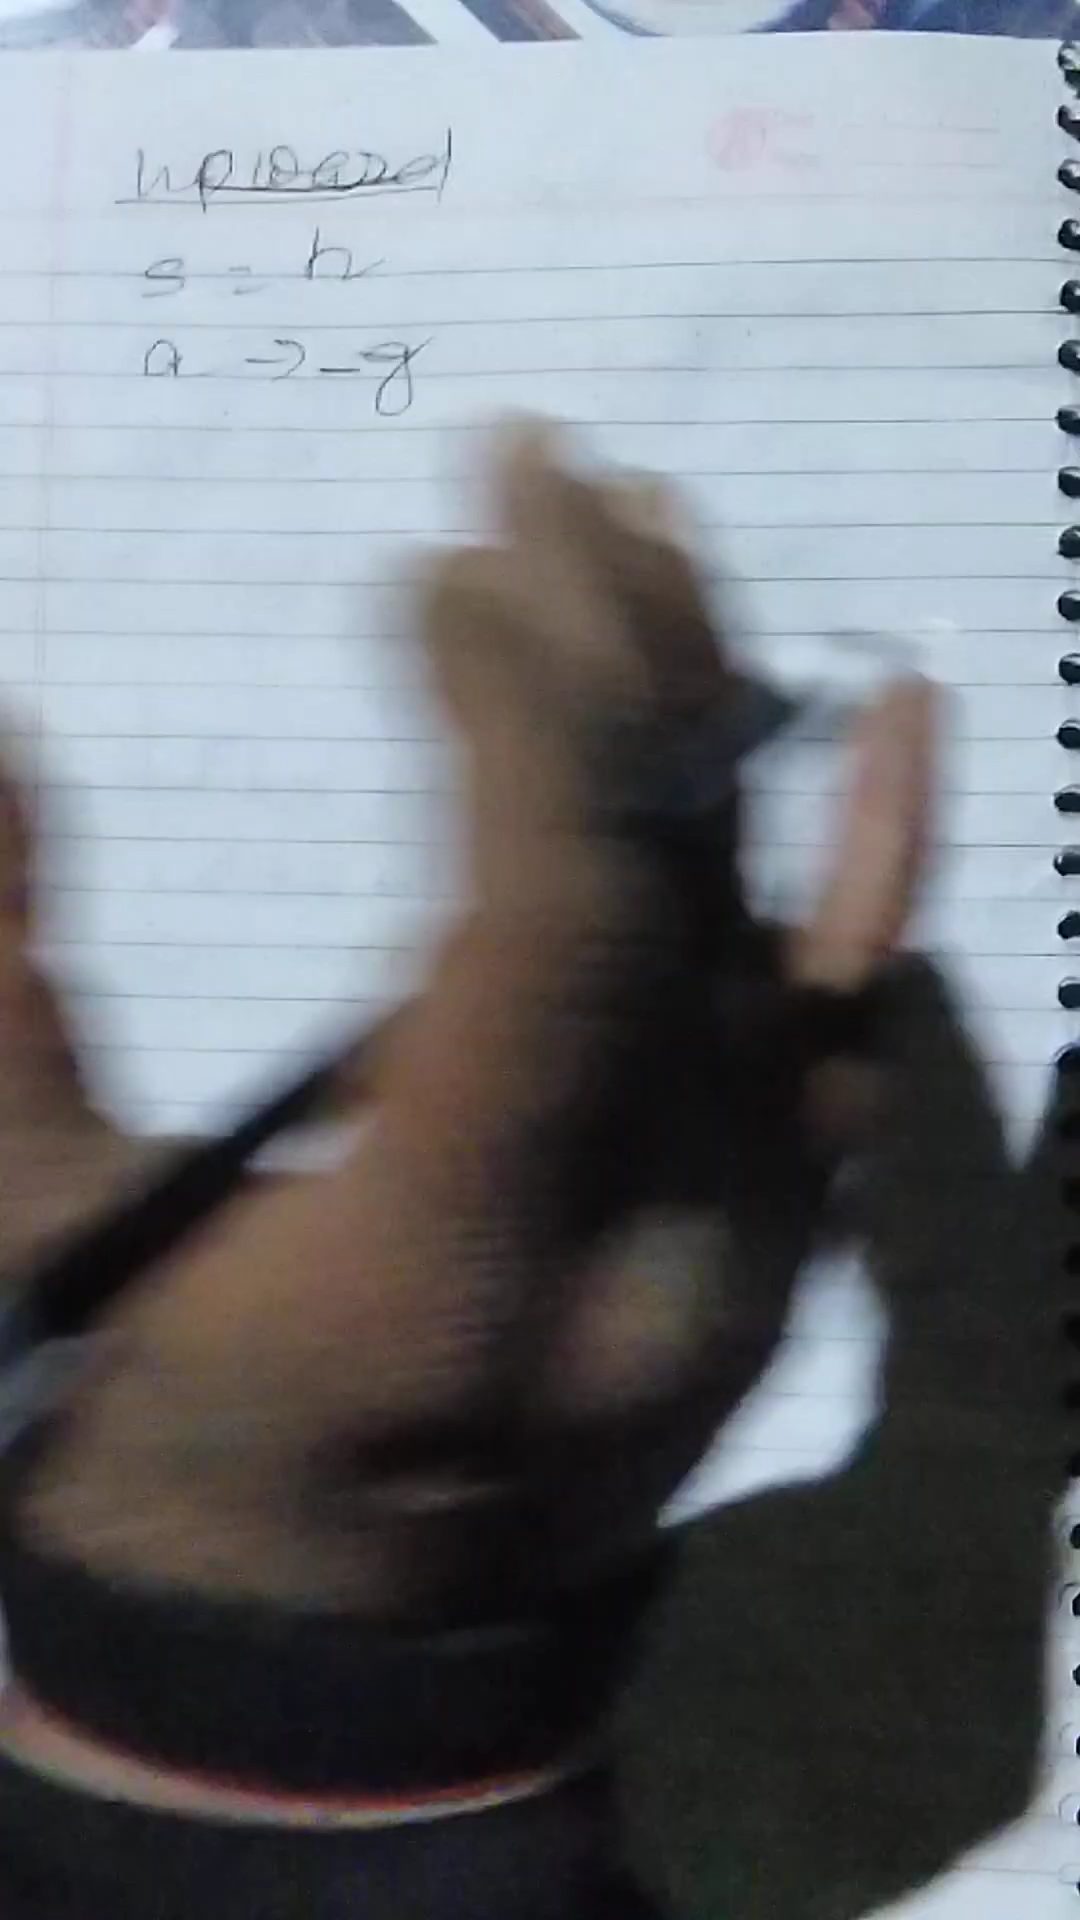 upward
s = h
a → -g